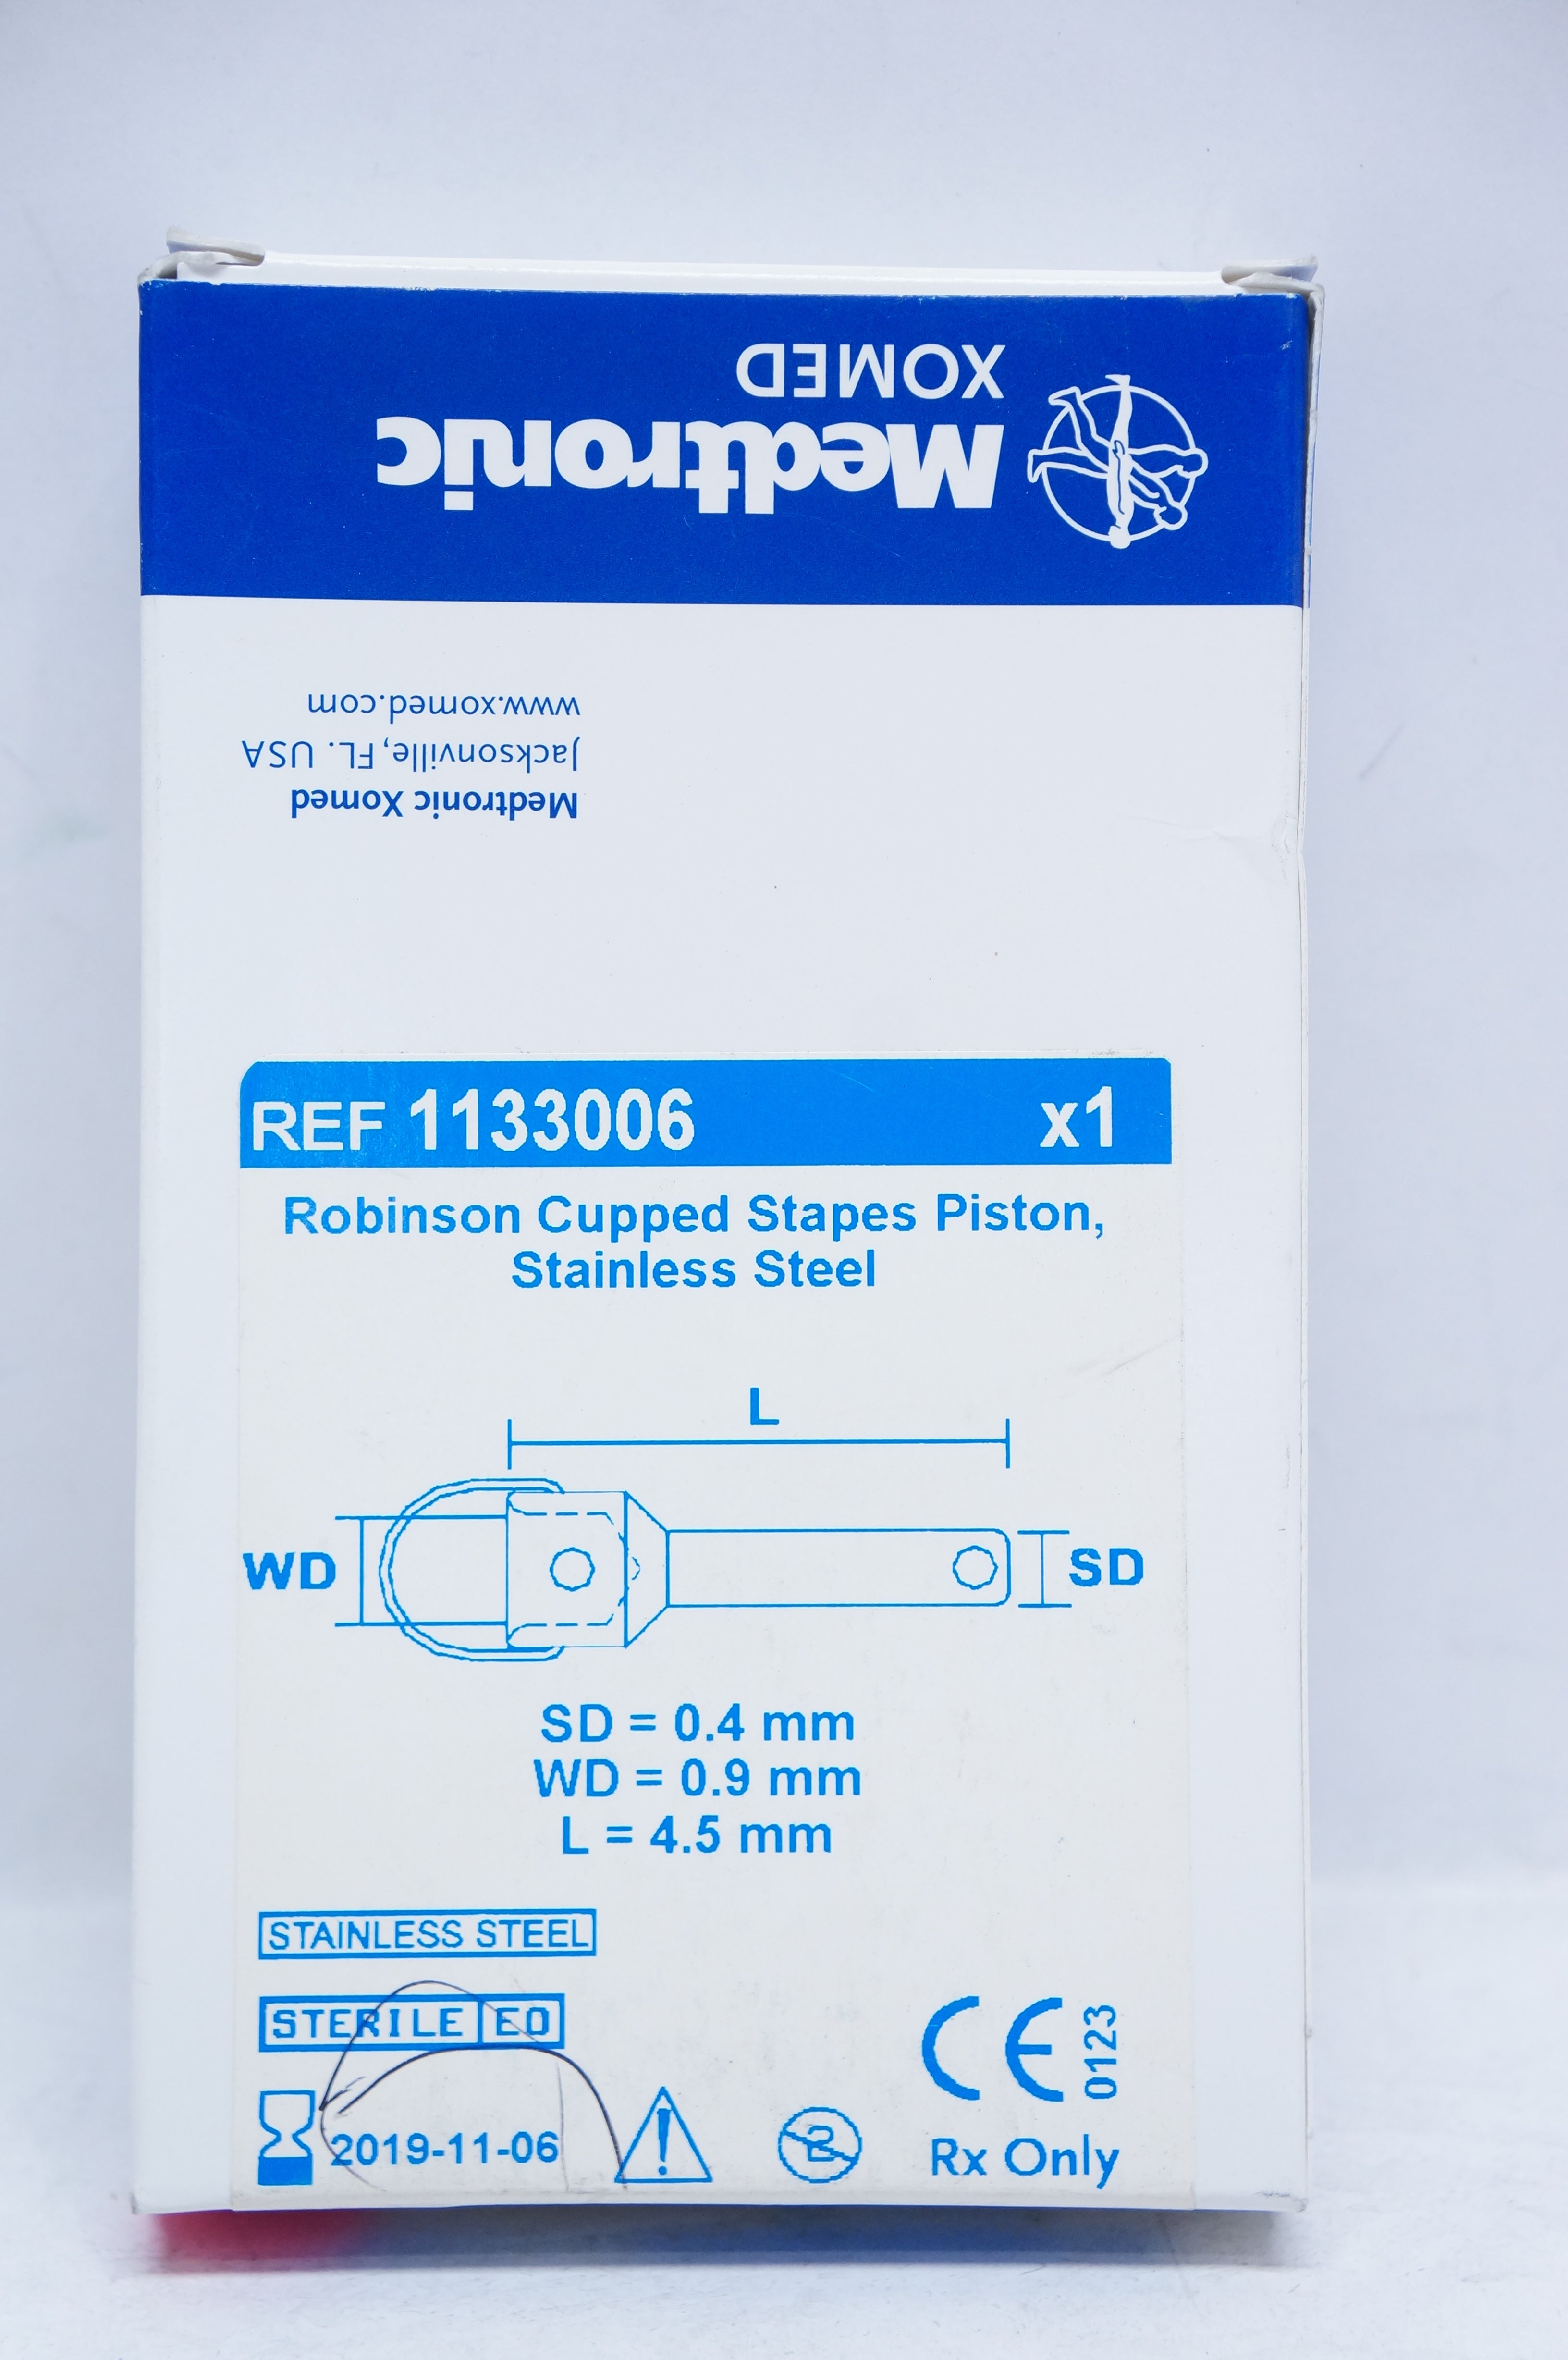 Medtronic
XOMED
Medtronic Xomed
Jacksonville, FL. USA
www.xomed.com
REF 1133006 x1
Robinson Cupped Stapes Piston,
Stainless Steel
L
WD
SD
SD = 0.4 mm
WD = 0.9 mm
L = 4.5 mm
STAINLESS STEEL
STERILE EO
CE 0123
2019-11-06
2
Rx Only